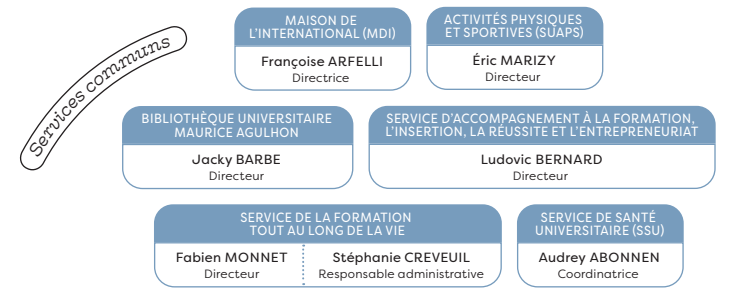 Services communs
MAISON DE
L'INTERNATIONAL (MDI)
Françoise ARFELLI
Directrice
ACTIVITÉS PHYSIQUES
ET SPORTIVES (SUAPS)
Éric MARIZY
Directeur
BIBLIOTHÈQUE UNIVERSITAIRE
MAURICE AGULHON
Jacky BARBE
Directeur
SERVICE D'ACCOMPAGNEMENT À LA FORMATION,
L'INSERTION, LA RÉUSSITE ET L'ENTREPRENEURIAT
Ludovic BERNARD
Directeur
SERVICE DE LA FORMATION
TOUT AU LONG DE LA VIE
Fabien MONNET
Directeur
Stéphanie CREVEUIL
Responsable administrative
SERVICE DE SANTÉ
UNIVERSITAIRE (SSU)
Audrey ABONNEN
Coordinatrice